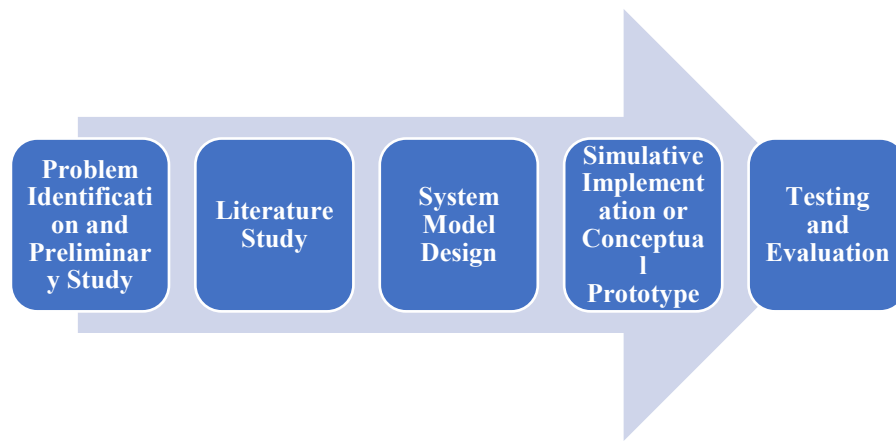 Problem
Identificati
on and
Preliminar
y Study
Literature
Study
System
Model
Design
Simulative
Implement
ation or
Conceptua
l
Prototype
Testing
and
Evaluation